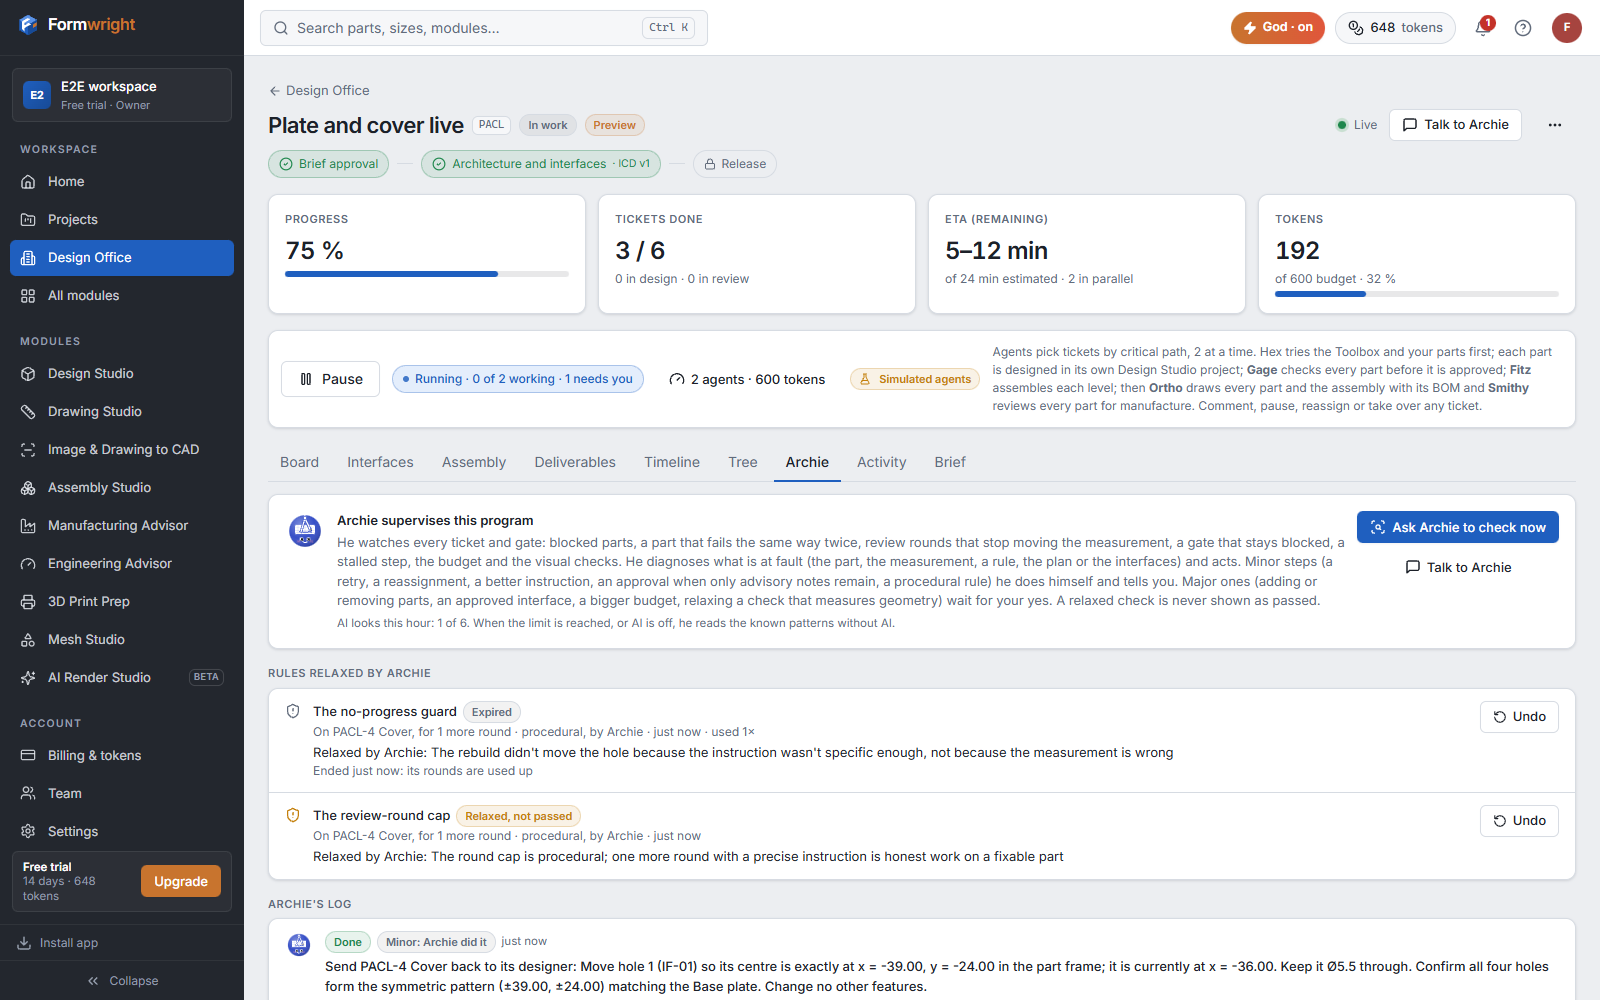 Formwright
Search parts, sizes, modules...
Ctrl K
God · on
648 tokens
1
F
E2
E2E workspace
Free trial · Owner
WORKSPACE
Home
Projects
Design Office
All modules
MODULES
Design Studio
Drawing Studio
Image & Drawing to CAD
Assembly Studio
Manufacturing Advisor
Engineering Advisor
3D Print Prep
Mesh Studio
AI Render Studio
BETA
ACCOUNT
Billing & tokens
Team
Settings
Free trial
14 days · 648
tokens
Upgrade
Install app
Collapse
Design Office
Plate and cover live
PACL
In work
Preview
Live
Talk to Archie
Brief approval
Architecture and interfaces · ICD v1
Release
PROGRESS
75 %
TICKETS DONE
3 / 6
0 in design · 0 in review
ETA (REMAINING)
5–12 min
of 24 min estimated · 2 in parallel
TOKENS
192
of 600 budget · 32 %
Pause
Running · 0 of 2 working · 1 needs you
2 agents · 600 tokens
Simulated agents
Agents pick tickets by critical path, 2 at a time. Hex tries the Toolbox and your parts first; each part
is designed in its own Design Studio project; Gage checks every part before it is approved; Fitz
assembles each level; then Ortho draws every part and the assembly with its BOM and Smithy
reviews every part for manufacture. Comment, pause, reassign or take over any ticket.
Board
Interfaces
Assembly
Deliverables
Timeline
Tree
Archie
Activity
Brief
Archie supervises this program
He watches every ticket and gate: blocked parts, a part that fails the same way twice, review rounds that stop moving the measurement, a gate that stays blocked, a
stalled step, the budget and the visual checks. He diagnoses what is at fault (the part, the measurement, a rule, the plan or the interfaces) and acts. Minor steps (a
retry, a reassignment, a better instruction, an approval when only advisory notes remain, a procedural rule) he does himself and tells you. Major ones (adding or
removing parts, an approved interface, a bigger budget, relaxing a check that measures geometry) wait for your yes. A relaxed check is never shown as passed.
AI looks this hour: 1 of 6. When the limit is reached, or AI is off, he reads the known patterns without AI.
Ask Archie to check now
Talk to Archie
RULES RELAXED BY ARCHIE
The no-progress guard
Expired
On PACL-4 Cover, for 1 more round · procedural, by Archie · just now · used 1×
Relaxed by Archie: The rebuild didn't move the hole because the instruction wasn't specific enough, not because the measurement is wrong
Ended just now: its rounds are used up
Undo
The review-round cap
Relaxed, not passed
On PACL-4 Cover, for 1 more round · procedural, by Archie · just now
Relaxed by Archie: The round cap is procedural; one more round with a precise instruction is honest work on a fixable part
Undo
ARCHIE'S LOG
Done
Minor: Archie did it
just now
Send PACL-4 Cover back to its designer: Move hole 1 (IF-01) so its centre is exactly at x = -39.00, y = -24.00 in the part frame; it is currently at x = -36.00. Keep it Ø5.5 through. Confirm all four holes
form the symmetric pattern (±39.00, ±24.00) matching the Base plate. Change no other features.